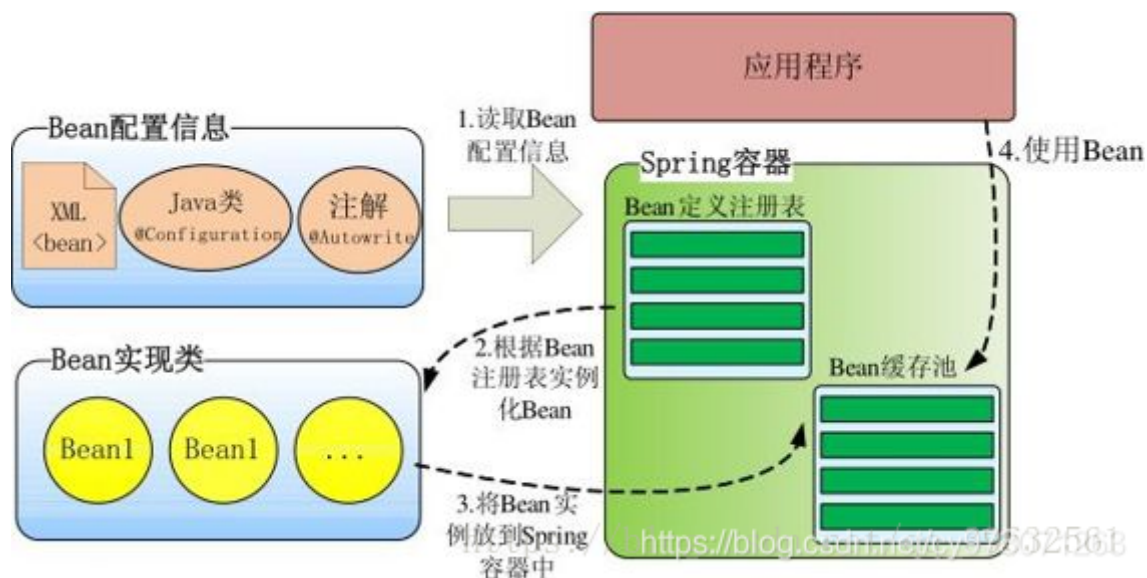 应用程序
Bean配置信息
XML
<bean>
Java类
@Configuration
注解
@Autowrite
1.读取Bean
配置信息
Spring容器
Bean定义注册表
4.使用Bean
Bean实现类
Bean1
Bean1
...
2.根据Bean
注册表实例
化Bean
Bean缓存池
3.将Bean实
例放到Spring
容器中
https://blog.csdn.net/